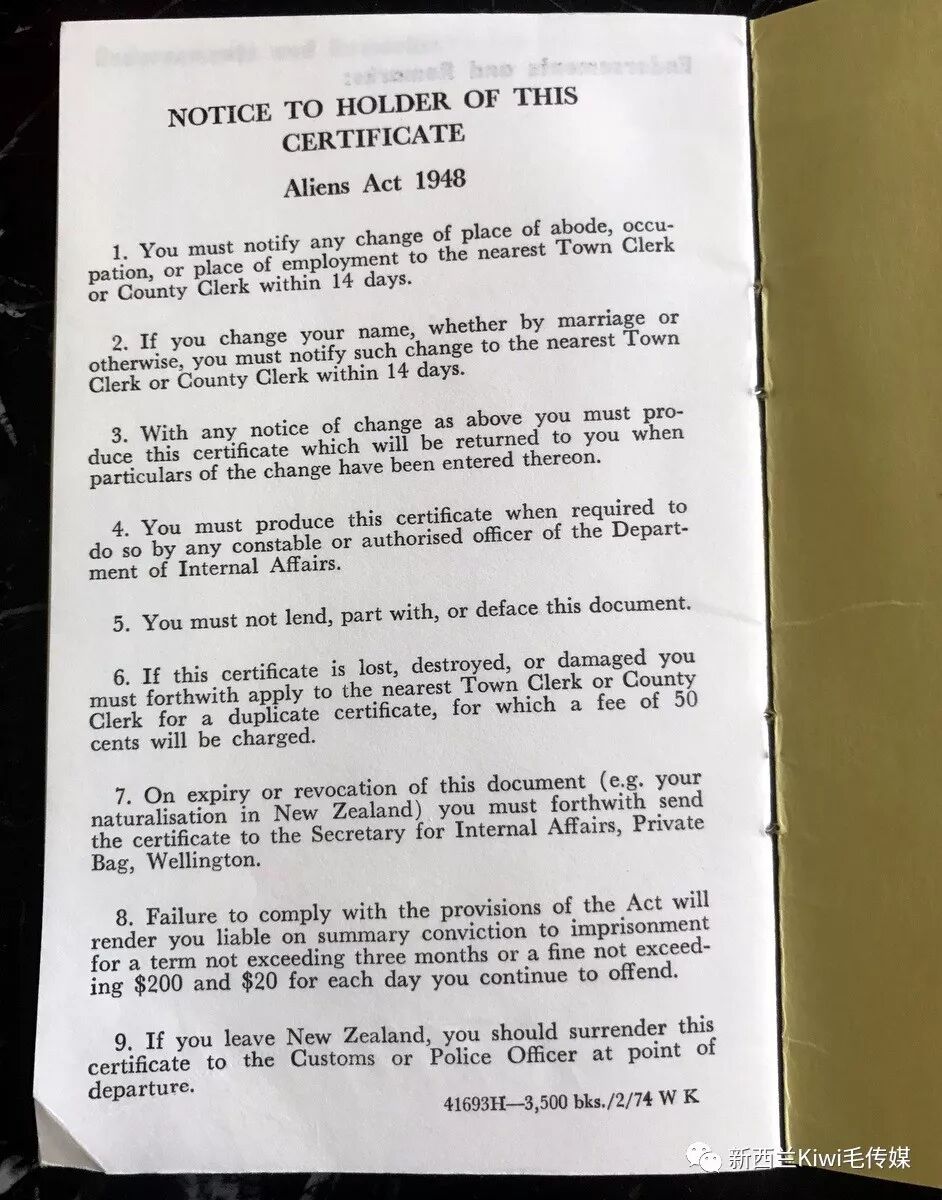 NOTICE TO HOLDER OF THIS
CERTIFICATE
Aliens Act 1948
1. You must notify any change of place of abode, occu-
pation, or place of employment to the nearest Town Clerk
or County Clerk within 14 days.
2. If you change your name, whether by marriage or
otherwise, you must notify such change to the nearest Town
Clerk or County Clerk within 14 days.
3. With any notice of change as above you must pro-
duce this certificate which will be returned to you when
particulars of the change have been entered thereon.
4. You must produce this certificate when required to
do so by any constable or authorised officer of the Depart-
ment of Internal Affairs.
5. You must not lend, part with, or deface this document.
6. If this certificate is lost, destroyed, or damaged you
must forthwith apply to the nearest Town Clerk or County
Clerk for a duplicate certificate, for which a fee of 50
cents will be charged.
7. On expiry or revocation of this document (e.g. your
naturalisation in New Zealand) you must forthwith send
the certificate to the Secretary for Internal Affairs, Private
Bag, Wellington.
8. Failure to comply with the provisions of the Act will
render you liable on summary conviction to imprisonment
for a term not exceeding three months or a fine not exceed-
ing $200 and $20 for each day you continue to offend.
9. If you leave New Zealand, you should surrender this
certificate to the Customs or Police Officer at point of
departure.
41693H—3,500 bks./2/74 W K
新西兰Kiwi毛传媒